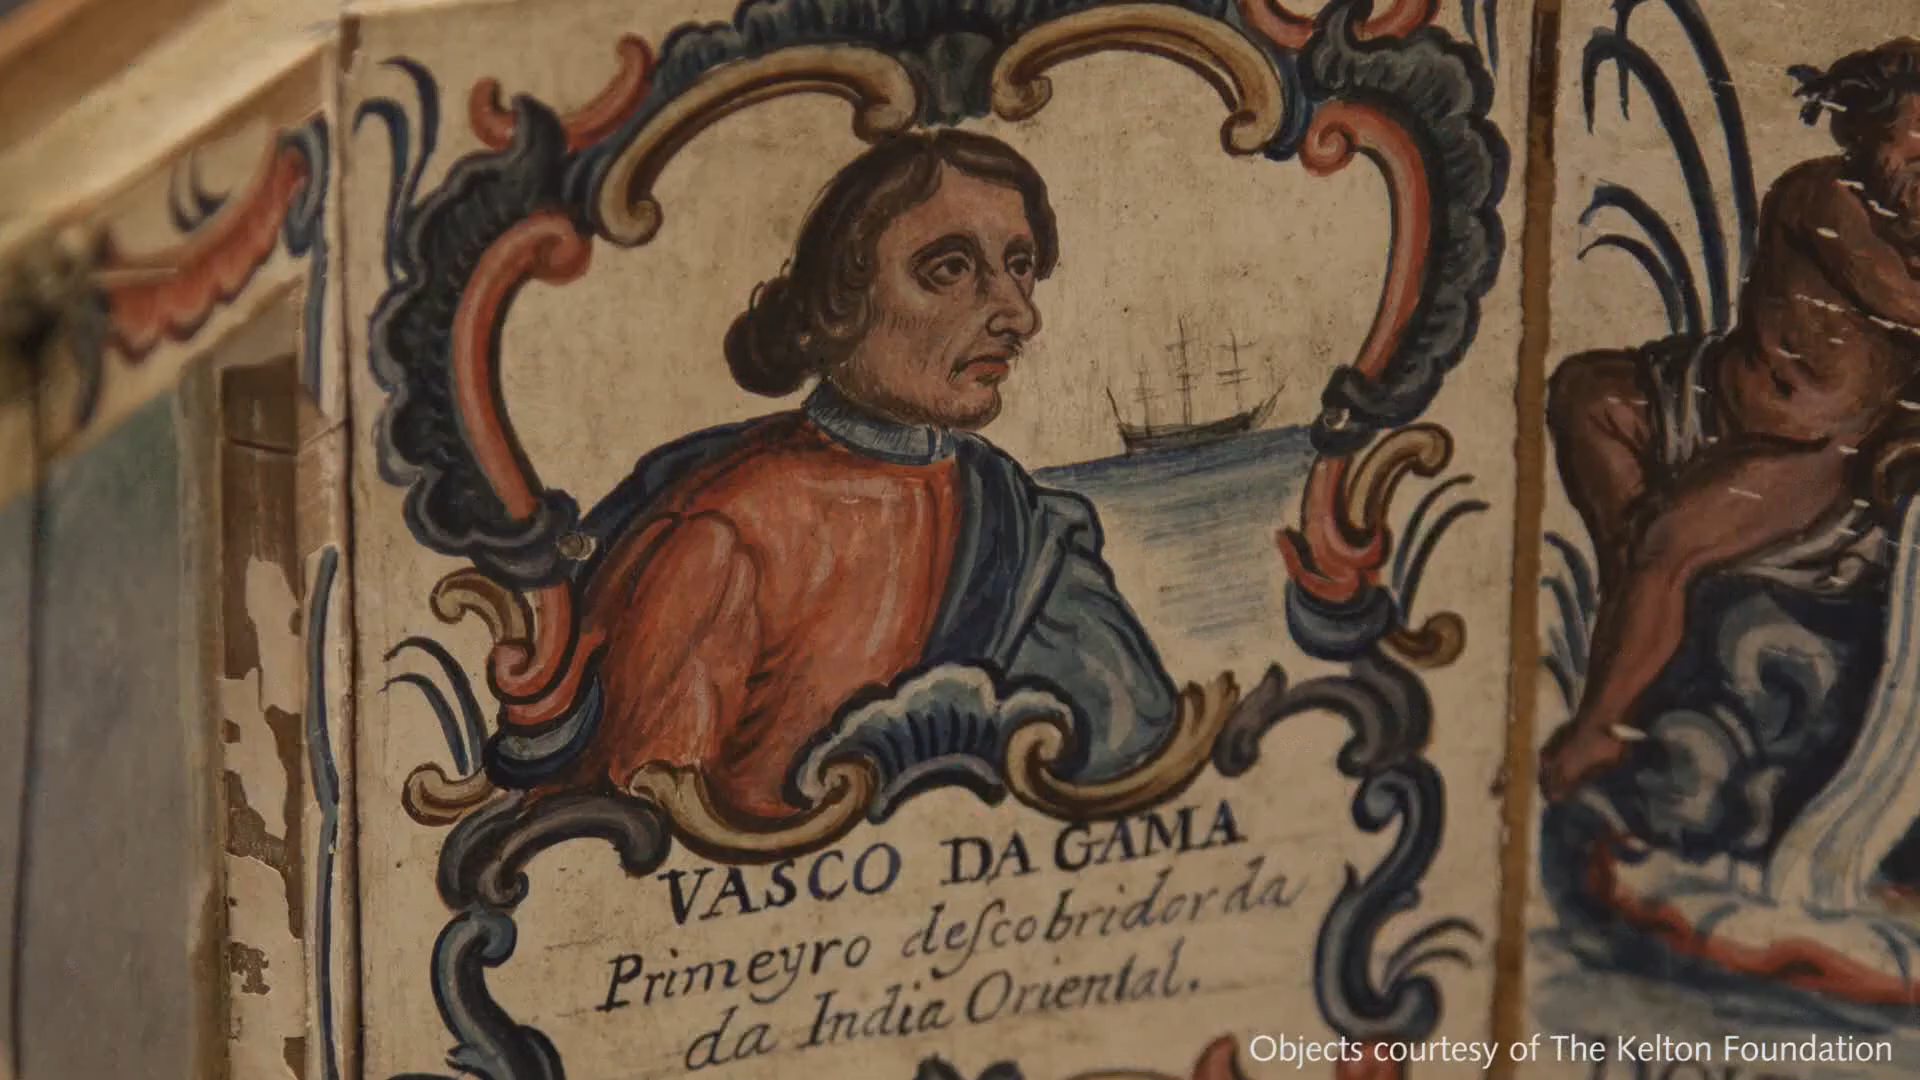 VASCO DA GAMA
Primeyro deſcobridor da
da India Oriental.
Objects courtesy of The Kelton Foundation